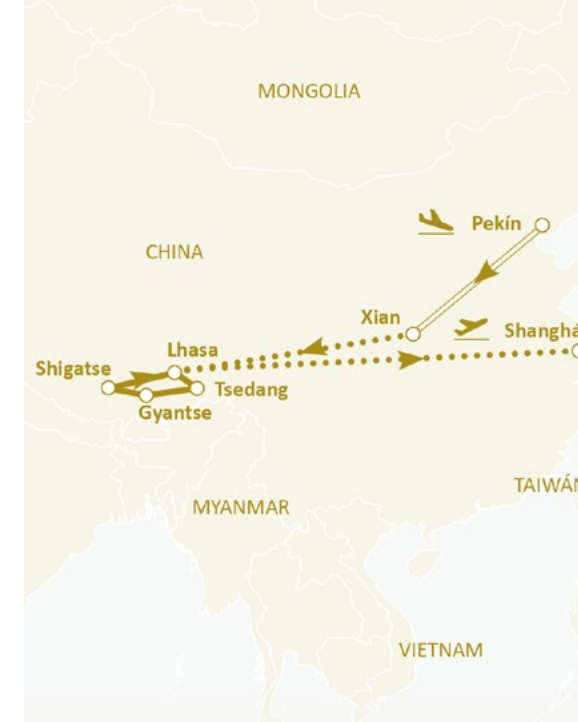 MONGOLIA
Pekín
CHINA
Xian
Shanghá
Lhasa
Shigatse
Tsedang
Gyantse
TAIWÁN
MYANMAR
VIETNAM